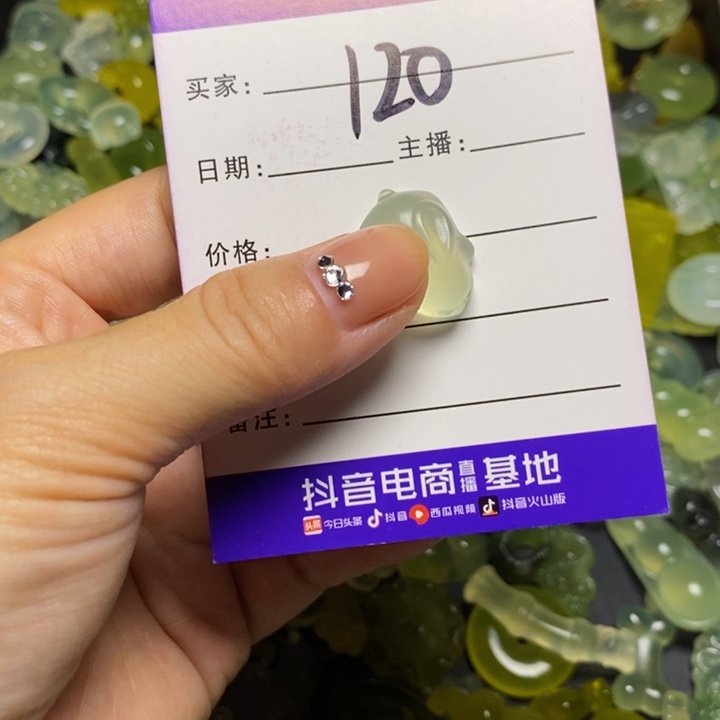 买家: 120
日期: 主播:
价格:
备注:
抖音电商直播基地
头条 今日头条 抖音 西瓜视频 抖音火山版